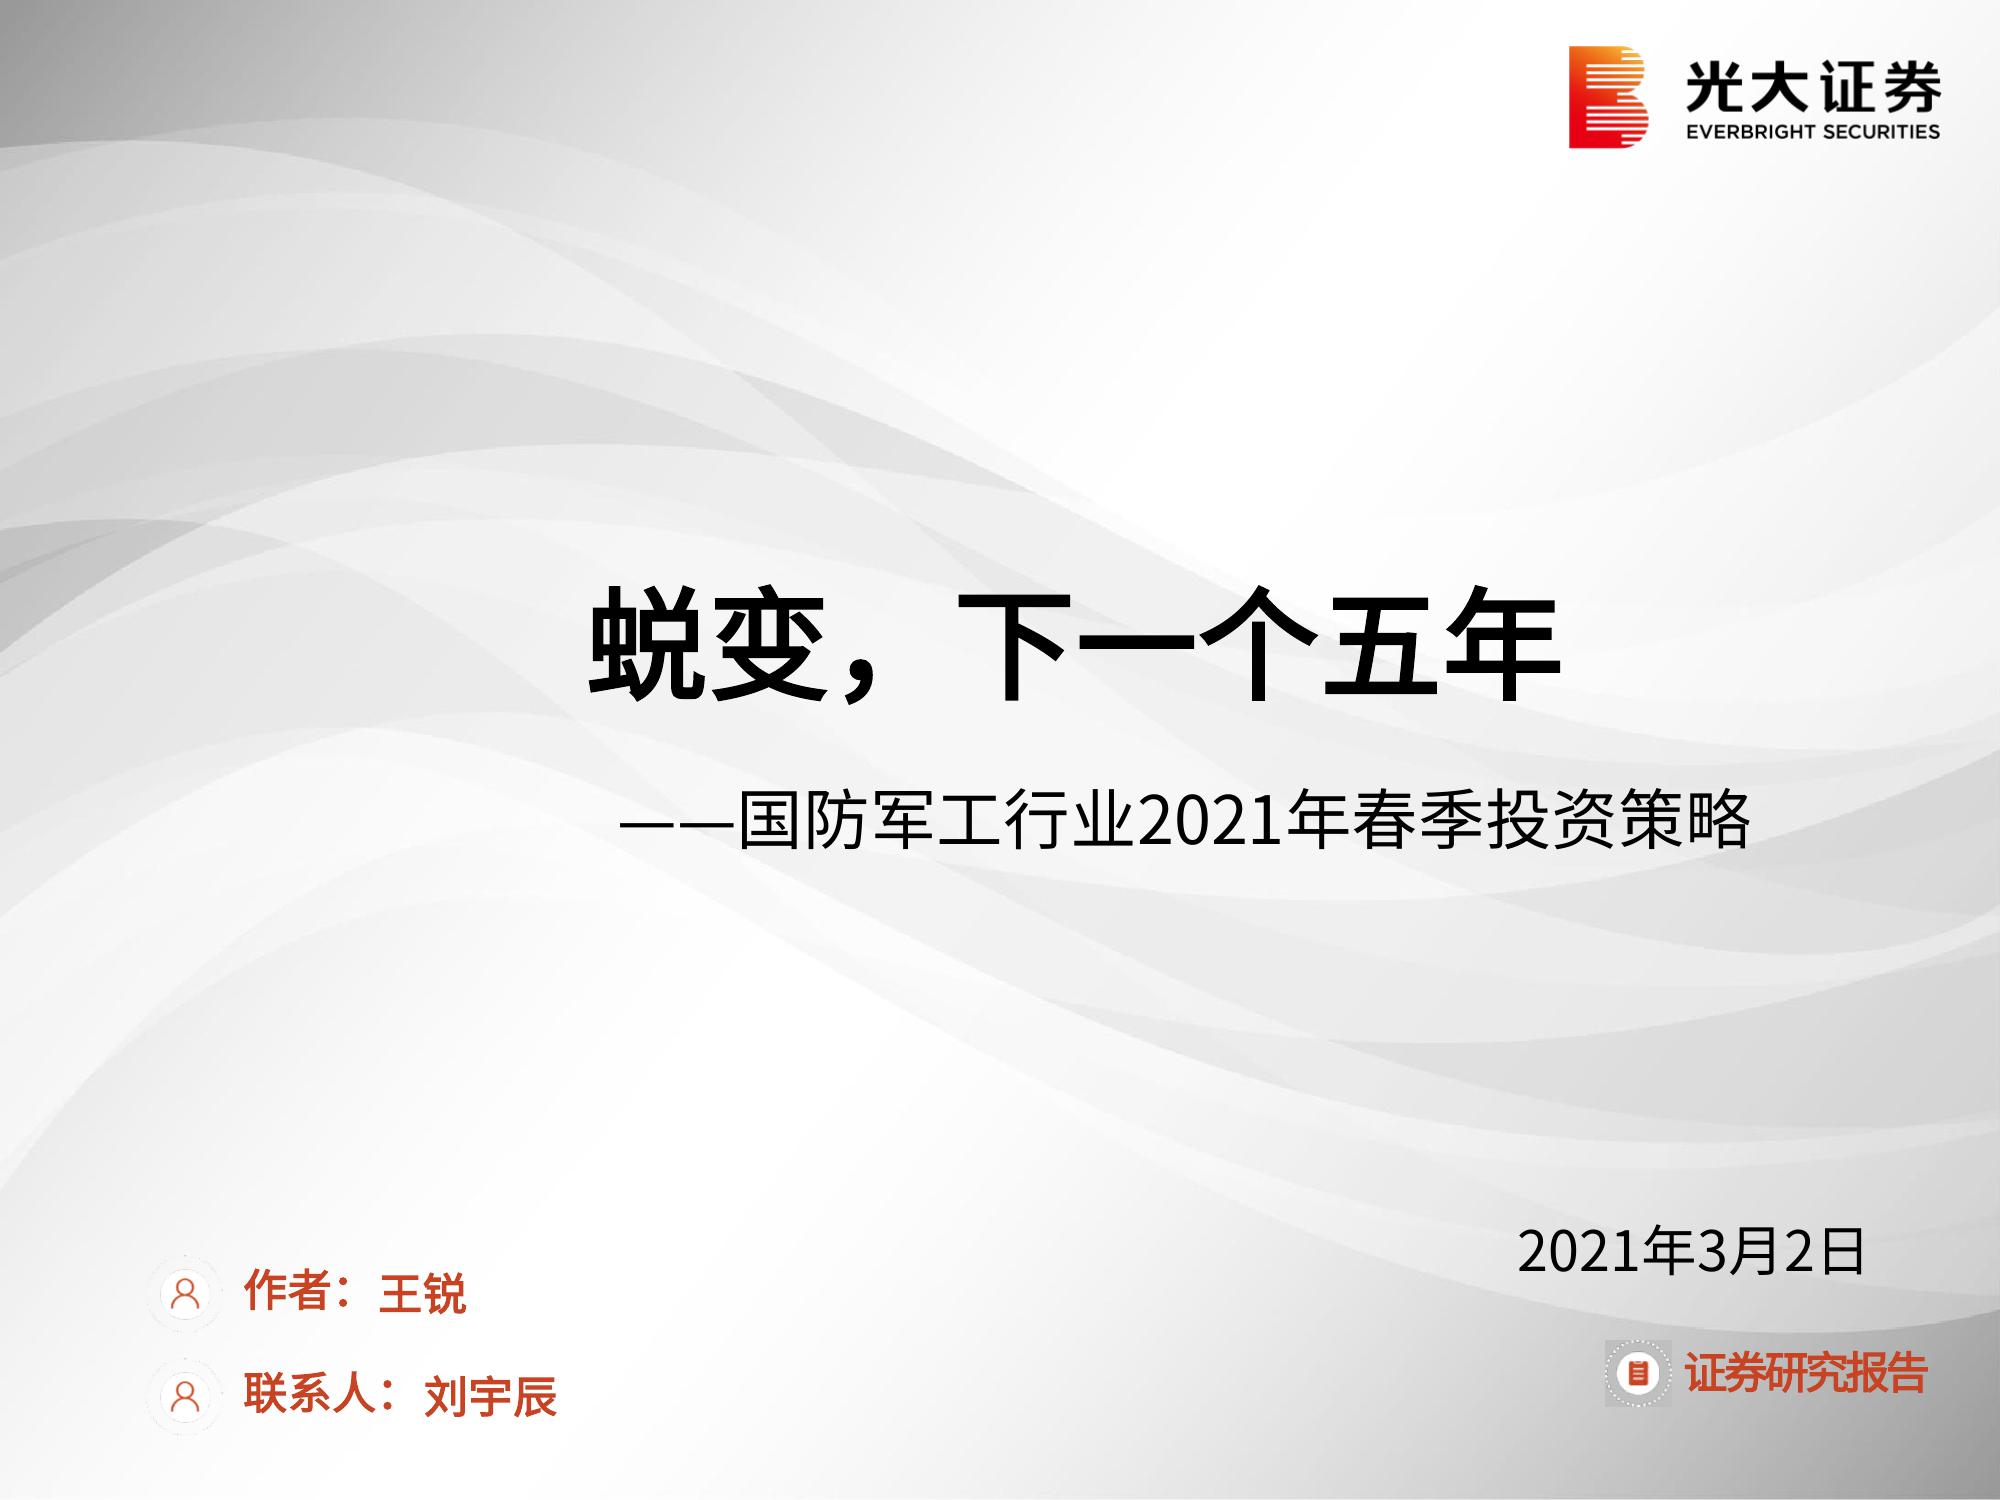 光大证券
EVERBRIGHT SECURITIES
蜕变，下一个五年
——国防军工行业2021年春季投资策略
2021年3月2日
作者：王锐
联系人：刘宇辰
证券研究报告